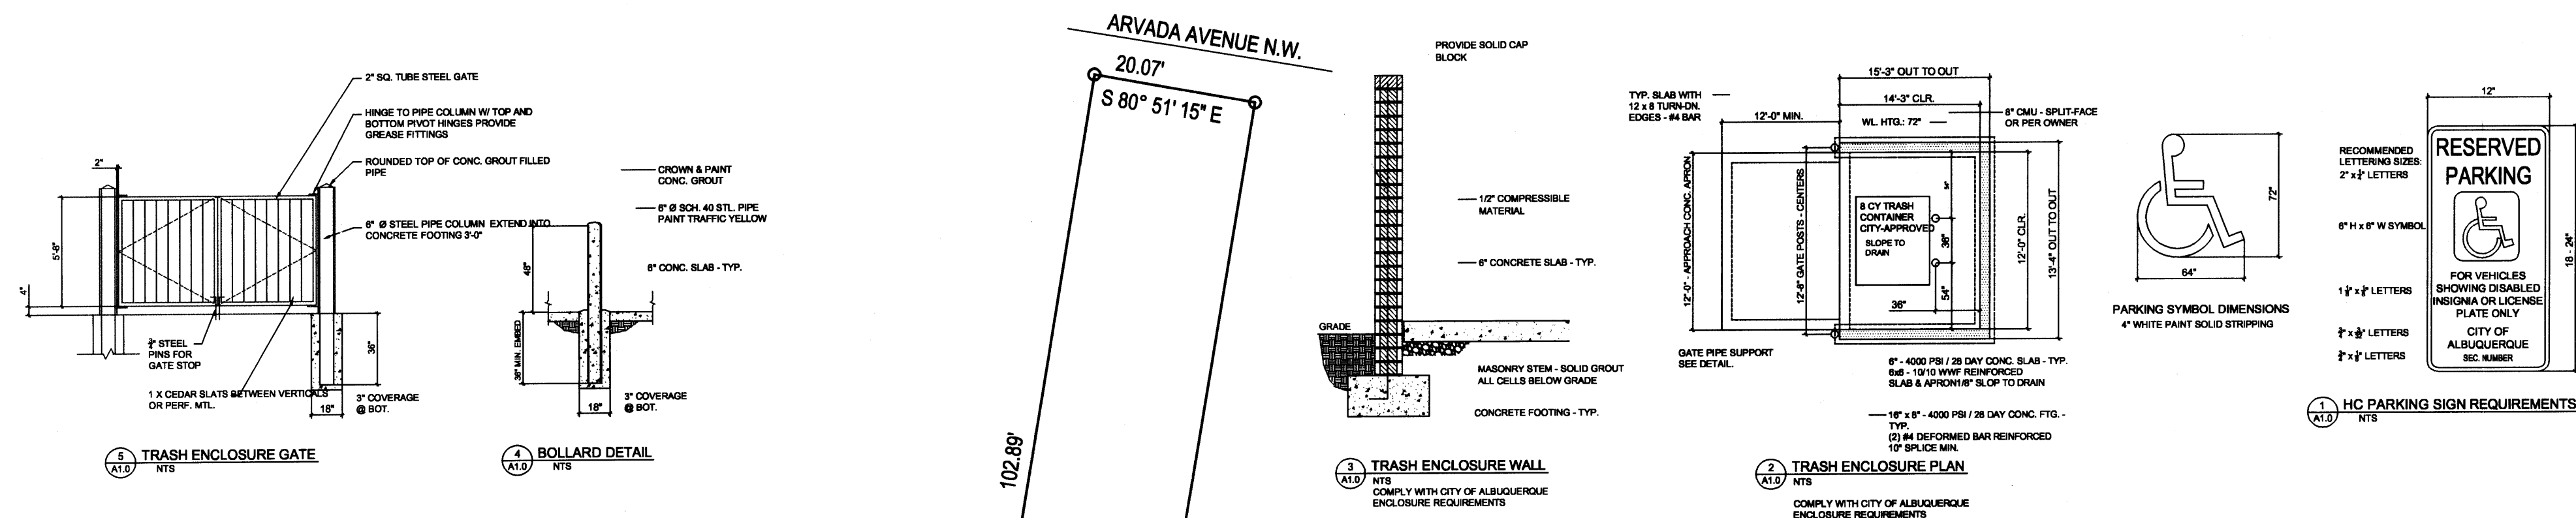 2" SQ. TUBE STEEL GATE
HINGE TO PIPE COLUMN W/ TOP AND
BOTTOM PIVOT HINGES PROVIDE
GREASE FITTINGS
ROUNDED TOP OF CONC. GROUT FILLED
PIPE
6" Ø STEEL PIPE COLUMN EXTEND INTO
CONCRETE FOOTING 3'-0"
2"
5'-8"
4"
36"
18"
3/4" STEEL
PINS FOR
GATE STOP
1 X CEDAR SLATS BETWEEN VERTICALS
OR PERF. MTL.
3" COVERAGE
@ BOT.
5
A1.0
TRASH ENCLOSURE GATE
NTS
CROWN & PAINT
CONC. GROUT
6" Ø SCH. 40 STL. PIPE
PAINT TRAFFIC YELLOW
6" CONC. SLAB - TYP.
48"
36" MIN. EMBED
18"
3" COVERAGE
@ BOT.
4
A1.0
BOLLARD DETAIL
NTS
ARVADA AVENUE N.W.
20.07'
S 80° 51' 15" E
102.89'
PROVIDE SOLID CAP
BLOCK
1/2" COMPRESSIBLE
MATERIAL
6" CONCRETE SLAB - TYP.
GRADE
MASONRY STEM - SOLID GROUT
ALL CELLS BELOW GRADE
CONCRETE FOOTING - TYP.
3
A1.0
TRASH ENCLOSURE WALL
NTS
COMPLY WITH CITY OF ALBUQUERQUE
ENCLOSURE REQUIREMENTS
15'-3" OUT TO OUT
14'-3" CLR.
TYP. SLAB WITH
12 x 8 TURN-DN.
EDGES - #4 BAR
12'-0" MIN.
WL. HTG.: 72"
8" CMU - SPLIT-FACE
OR PER OWNER
12'-0" - APPROACH CONC. APRON
12'-8" GATE POSTS - CENTERS
8 CY TRASH
CONTAINER
CITY-APPROVED
SLOPE TO
DRAIN
36"
54"
36"
12'-0" CLR.
13'-4" OUT TO OUT
GATE PIPE SUPPORT
SEE DETAIL.
6" - 4000 PSI / 28 DAY CONC. SLAB - TYP.
6x6 - 10/10 WWF REINFORCED
SLAB & APRON1/8" SLOP TO DRAIN
16" x 8" - 4000 PSI / 28 DAY CONC. FTG. -
TYP.
(2) #4 DEFORMED BAR REINFORCED
10" SPLICE MIN.
2
A1.0
TRASH ENCLOSURE PLAN
NTS
COMPLY WITH CITY OF ALBUQUERQUE
ENCLOSURE REQUIREMENTS
72"
64"
PARKING SYMBOL DIMENSIONS
4" WHITE PAINT SOLID STRIPPING
12"
RECOMMENDED
LETTERING SIZES:
2" x 1/4" LETTERS
6" H x 6" W SYMBOL
LETTERS
LETTERS
LETTERS
RESERVED
PARKING
FOR VEHICLES
SHOWING DISABLED
INSIGNIA OR LICENSE
PLATE ONLY
CITY OF
ALBUQUERQUE
SEC. NUMBER
18 - 24"
1
A1.0
HC PARKING SIGN REQUIREMENTS
NTS